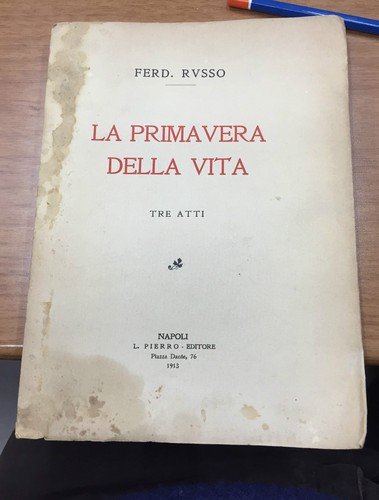 FERD. RVSSO
LA PRIMAVERA
DELLA VITA
TRE ATTI
NAPOLI
L. PIERRO - EDITORE
Piazza Dante, 76
1913